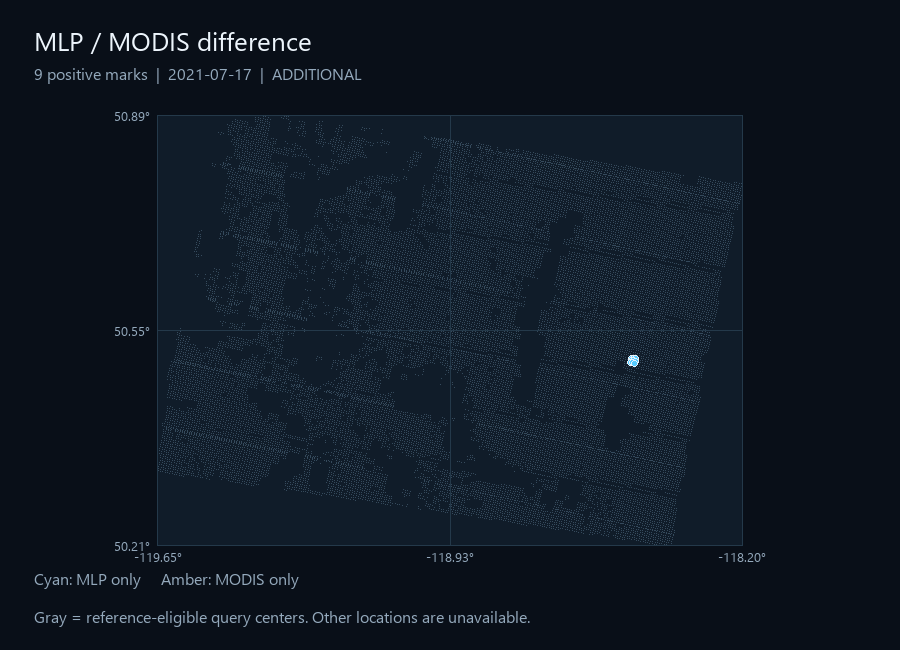 MLP / MODIS difference
9 positive marks | 2021-07-17 | ADDITIONAL
50.89°
50.55°
50.21°
-119.65° -118.93° -118.20°
Cyan: MLP only Amber: MODIS only
Gray = reference-eligible query centers. Other locations are unavailable.